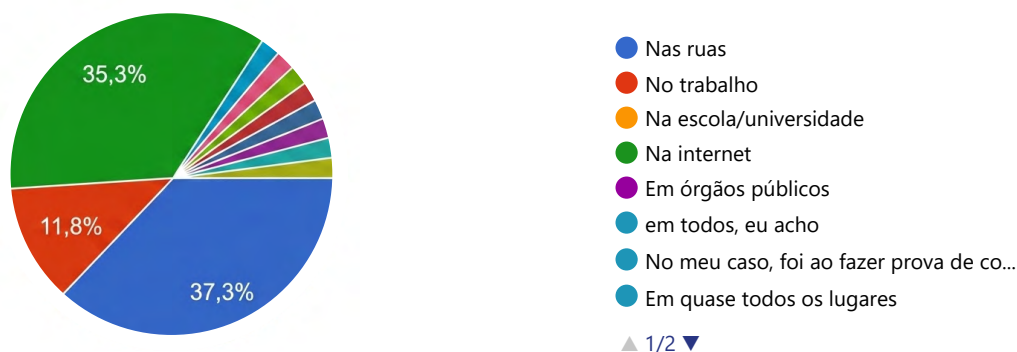 35,3%
11,8%
37,3%
Nas ruas
No trabalho
Na escola/universidade
Na internet
Em órgãos públicos
em todos, eu acho
No meu caso, foi ao fazer prova de co...
Em quase todos os lugares
▲ 1/2 ▼